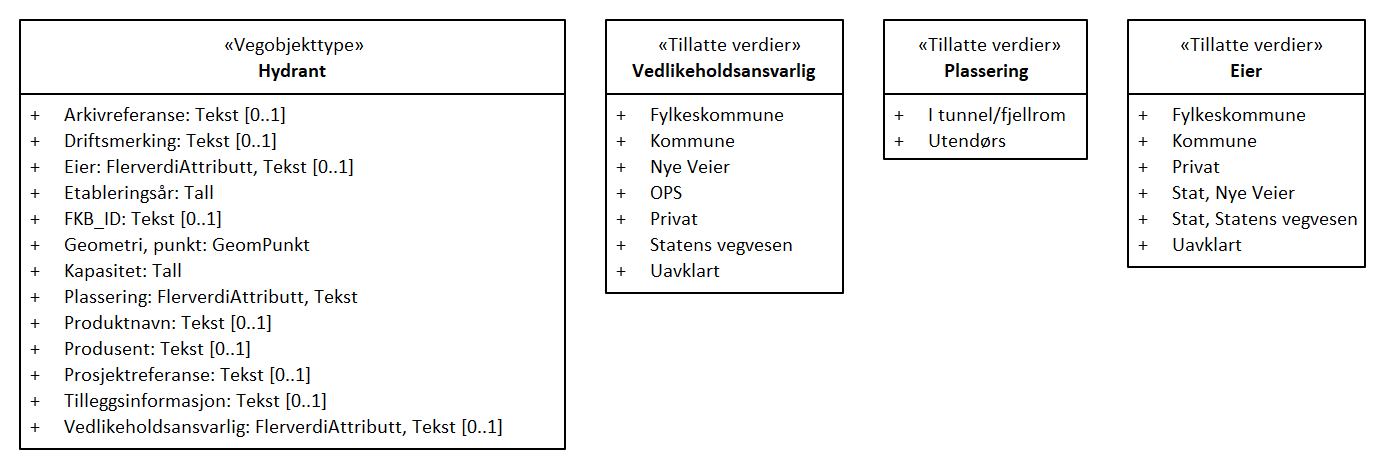 «Vegobjekttype»
Hydrant
+ Arkivreferanse: Tekst [0..1]
+ Driftsmerking: Tekst [0..1]
+ Eier: FlerverdiAttributt, Tekst [0..1]
+ Etableringsår: Tall
+ FKB_ID: Tekst [0..1]
+ Geometri, punkt: GeomPunkt
+ Kapasitet: Tall
+ Plassering: FlerverdiAttributt, Tekst
+ Produktnavn: Tekst [0..1]
+ Produsent: Tekst [0..1]
+ Prosjektreferanse: Tekst [0..1]
+ Tilleggsinformasjon: Tekst [0..1]
+ Vedlikeholdsansvarlig: FlerverdiAttributt, Tekst [0..1]
«Tillatte verdier»
Vedlikeholdsansvarlig
+ Fylkeskommune
+ Kommune
+ Nye Veier
+ OPS
+ Privat
+ Statens vegvesen
+ Uavklart
«Tillatte verdier»
Plassering
+ I tunnel/fjellrom
+ Utendørs
«Tillatte verdier»
Eier
+ Fylkeskommune
+ Kommune
+ Privat
+ Stat, Nye Veier
+ Stat, Statens vegvesen
+ Uavklart